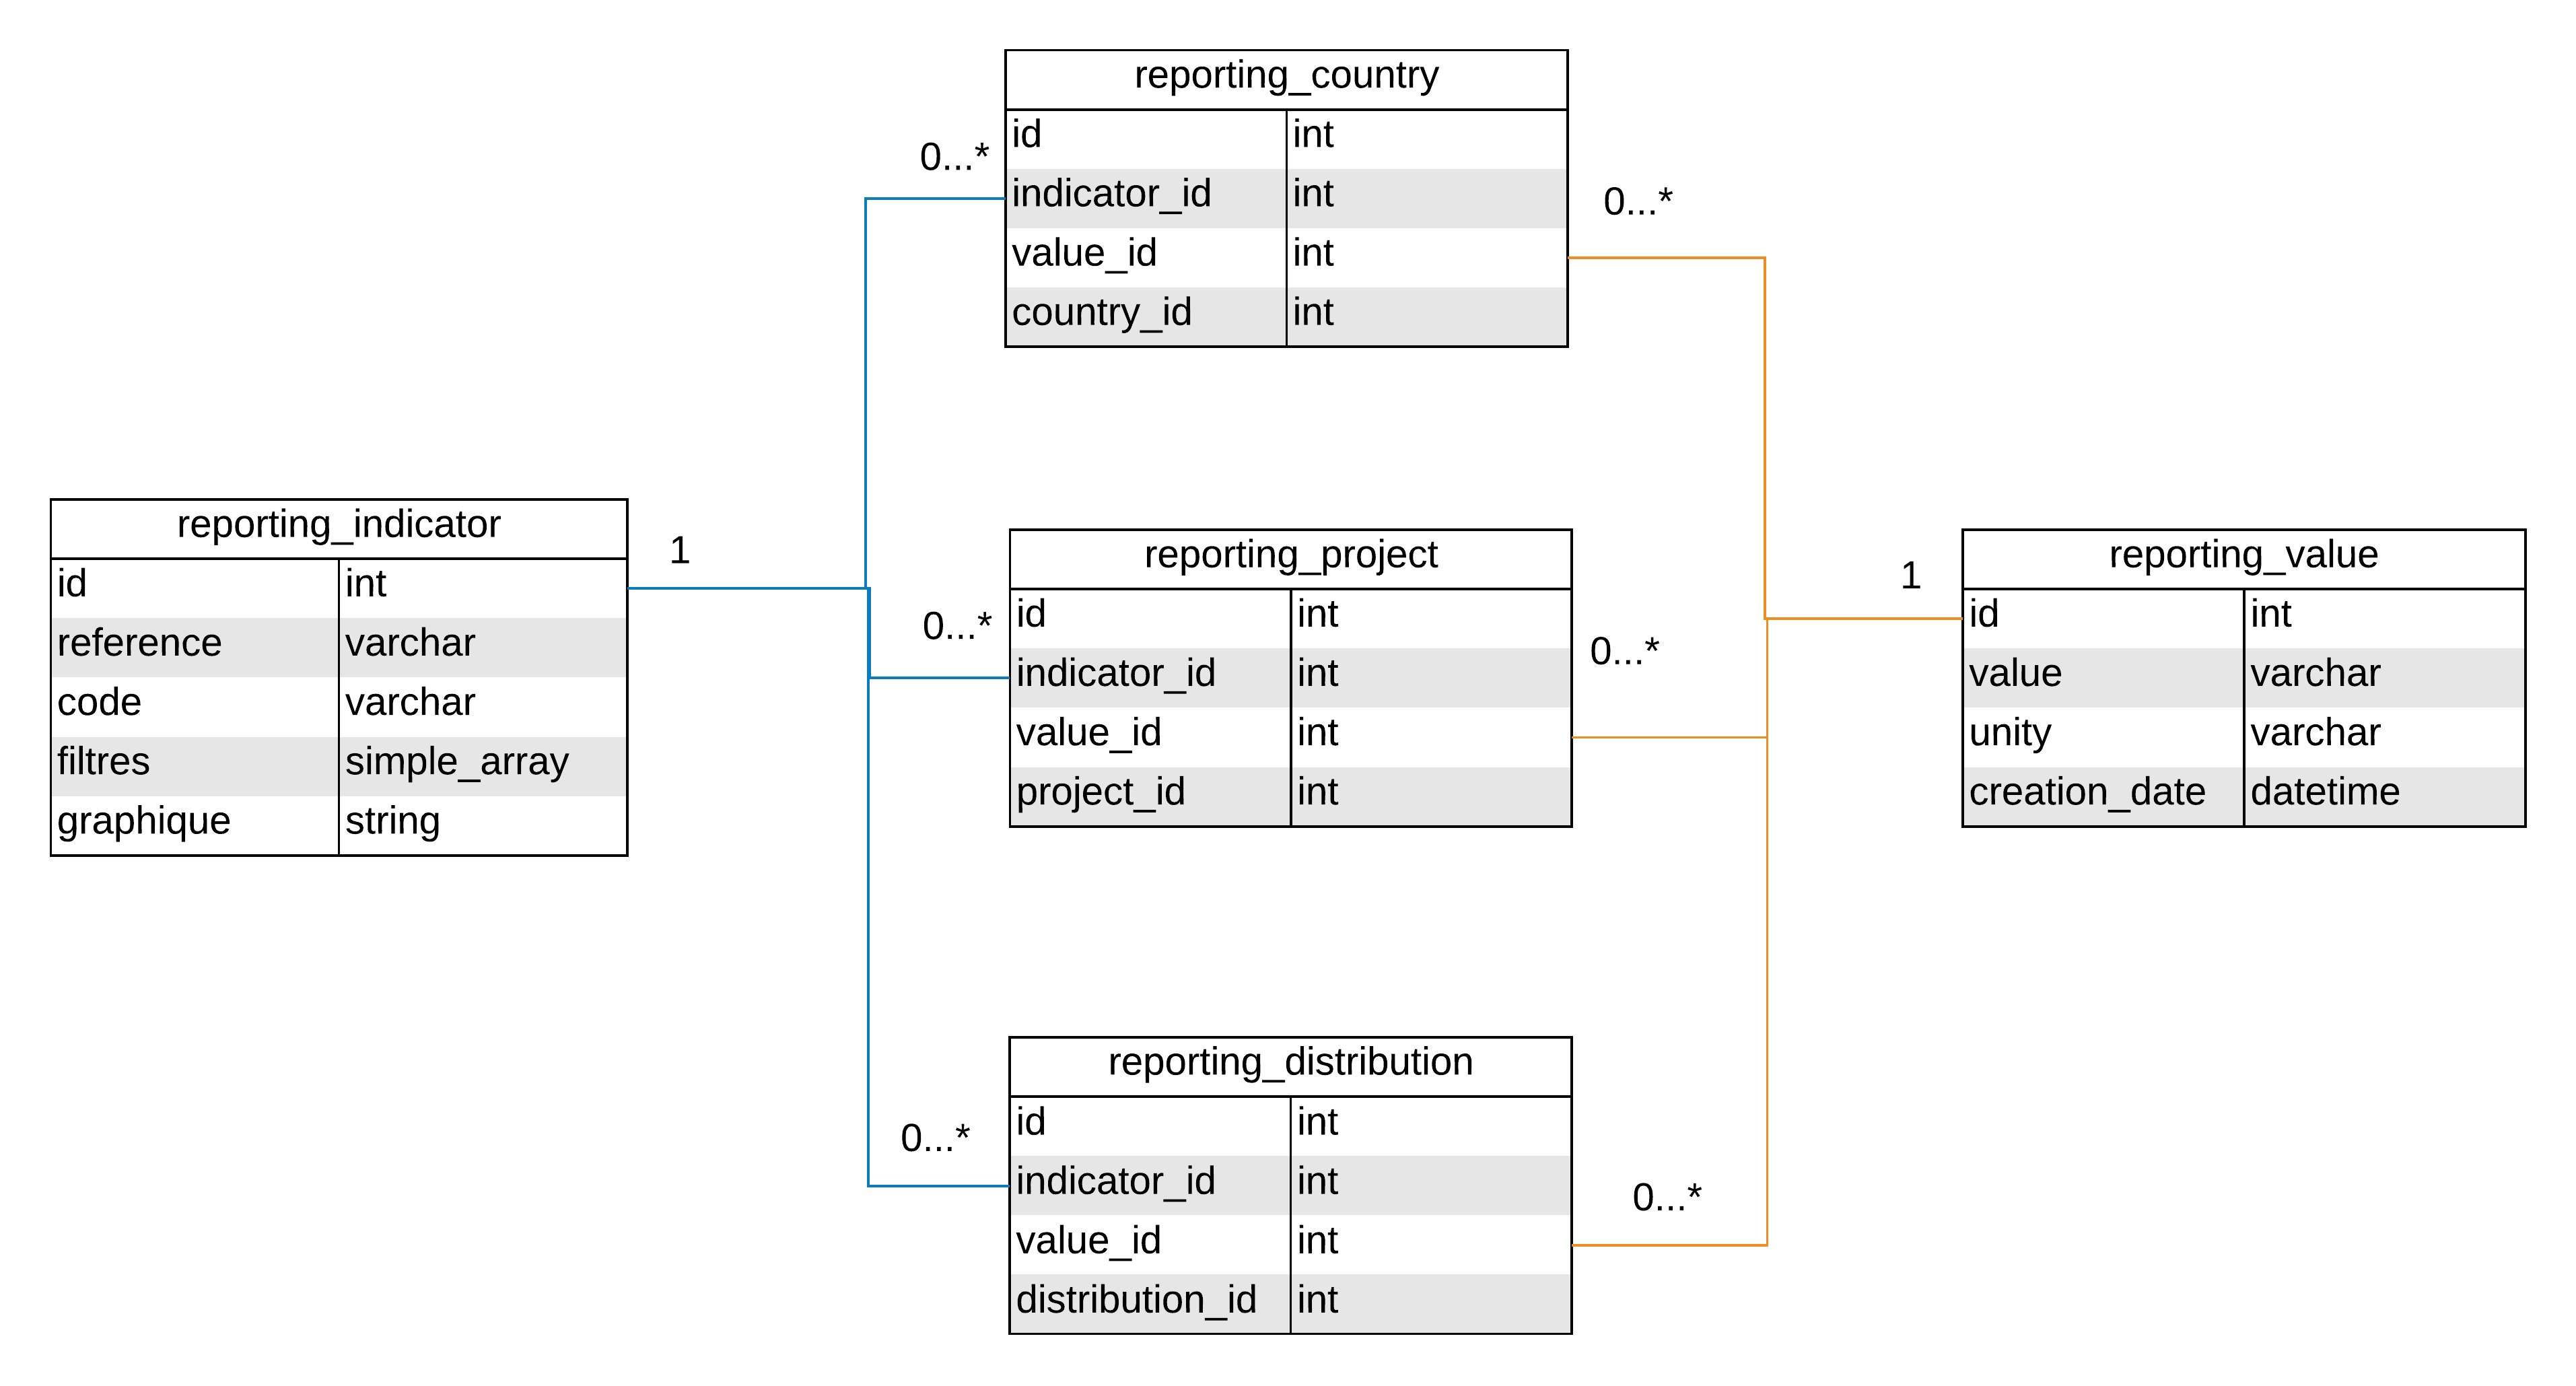 reporting_country
id int
indicator_id int
value_id int
country_id int
0...*
0...*
reporting_indicator
id int
reference varchar
code varchar
filtres simple_array
graphique string
1
0...*
reporting_project
id int
indicator_id int
value_id int
project_id int
0...*
1
reporting_value
id int
value varchar
unity varchar
creation_date datetime
reporting_distribution
id int
indicator_id int
value_id int
distribution_id int
0...*
0...*